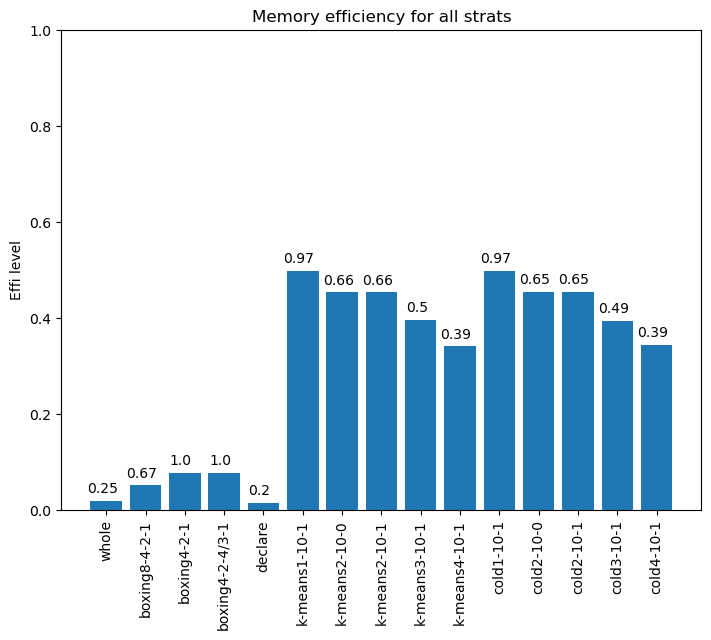 Memory efficiency for all strats
Effi level
1.0
0.8
0.6
0.4
0.2
0.0
0.25
0.67
1.0
1.0
0.2
0.97
0.66
0.66
0.5
0.39
0.97
0.65
0.65
0.49
0.39
whole
boxing8-4-2-1
boxing4-2-1
boxing4-2-4/3-1
declare
k-means1-10-1
k-means2-10-0
k-means2-10-1
k-means3-10-1
k-means4-10-1
cold1-10-1
cold2-10-0
cold2-10-1
cold3-10-1
cold4-10-1